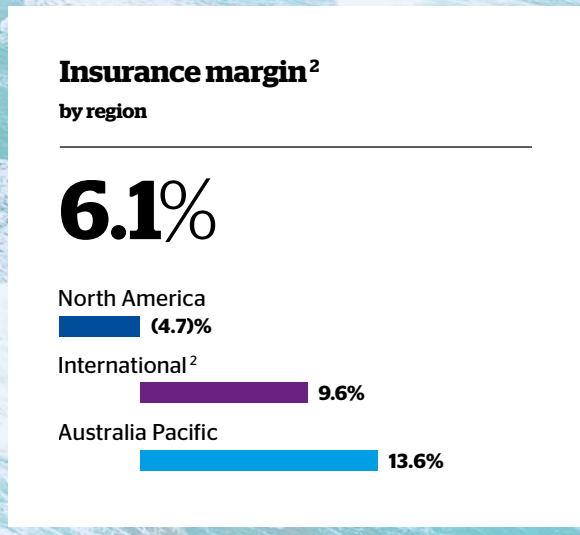 Insurance margin²
by region
6.1%
North America
(4.7)%
International²
9.6%
Australia Pacific
13.6%